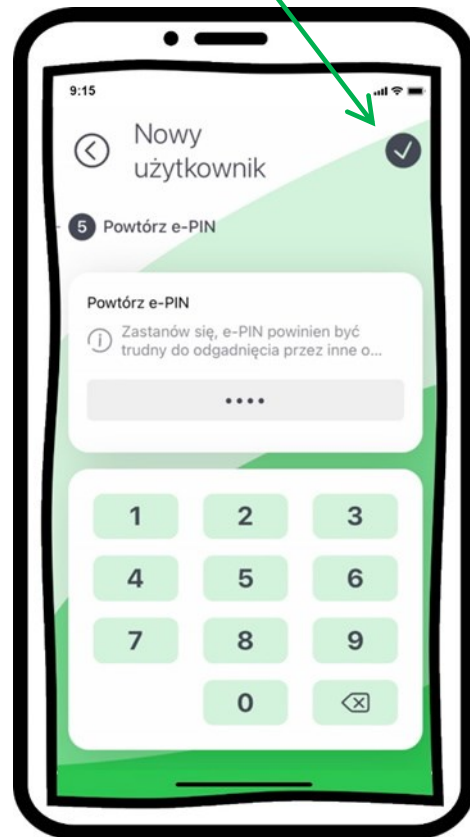 9:15
Nowy
użytkownik
5 Powtórz e-PIN
Powtórz e-PIN
Zastanów się, e-PIN powinien być
trudny do odgadnięcia przez inne o...
••••
1 2 3
4 5 6
7 8 9
0